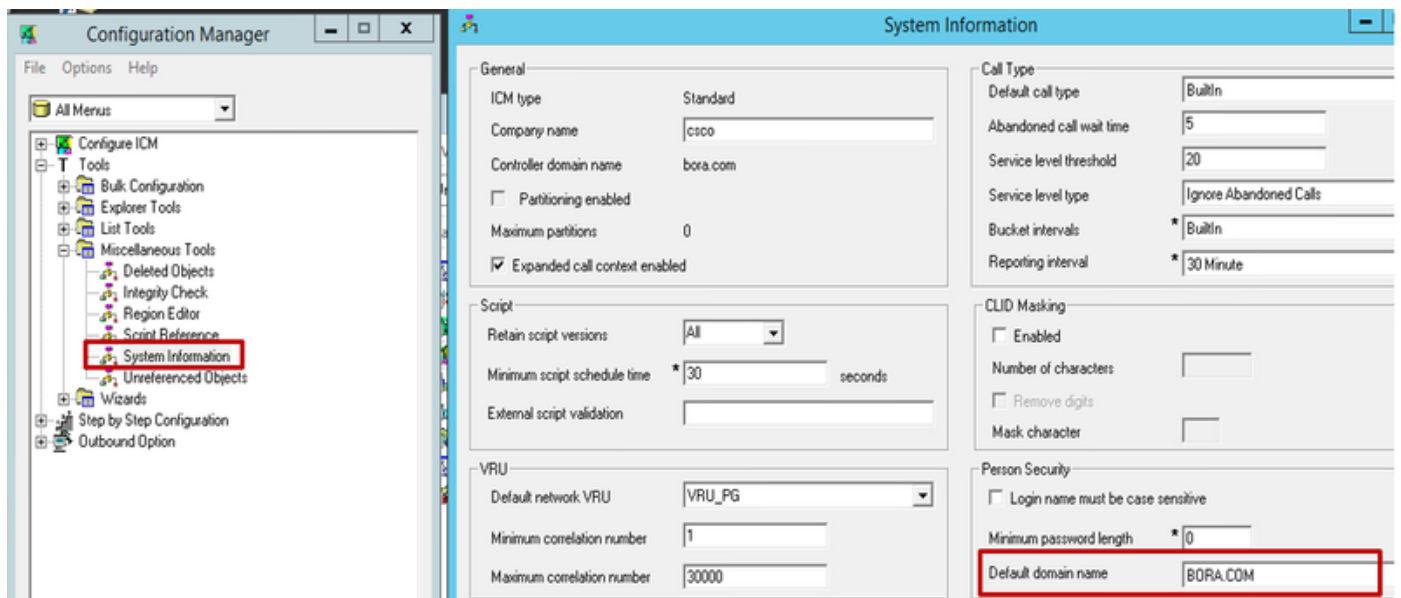 Configuration Manager
File Options Help
All Menus
Configure ICM
Tools
Bulk Configuration
Explorer Tools
List Tools
Miscellaneous Tools
Deleted Objects
Integrity Check
Region Editor
Script Reference
System Information
Unreferenced Objects
Wizards
Step by Step Configuration
Outbound Option
System Information
General
ICM type Standard
Company name csco
Controller domain name bora.com
Partitioning enabled
Maximum partitions 0
Expanded call context enabled
Script
Retain script versions All
Minimum script schedule time * 30 seconds
External script validation
VRU
Default network VRU VRU_PG
Minimum correlation number 1
Maximum correlation number 30000
Call Type
Default call type BuiltIn
Abandoned call wait time 5
Service level threshold 20
Service level type Ignore Abandoned Calls
Bucket intervals * BuiltIn
Reporting interval * 30 Minute
CLID Masking
Enabled
Number of characters
Remove digits
Mask character
Person Security
Login name must be case sensitive
Minimum password length * 0
Default domain name BORA.COM